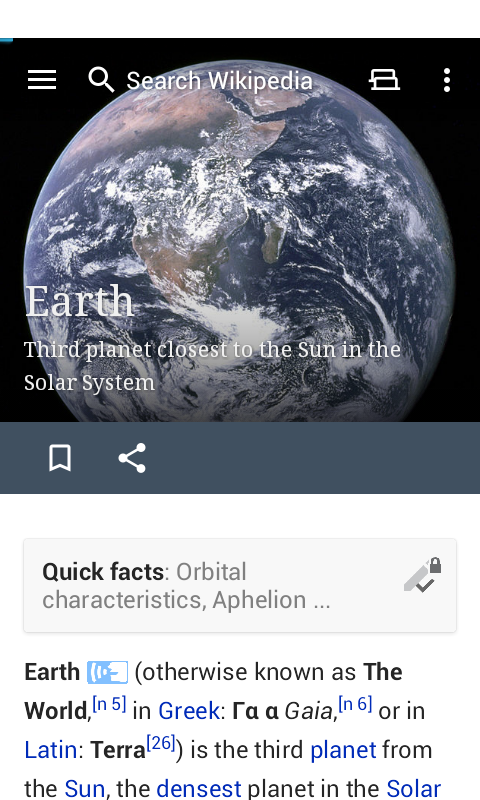 Search Wikipedia
Earth
Third planet closest to the Sun in the
Solar System
Quick facts: Orbital
characteristics, Aphelion ...
Earth (otherwise known as The
World,[n 5] in Greek: Γα α Gaia,[n 6] or in
Latin: Terra[26]) is the third planet from
the Sun, the densest planet in the Solar